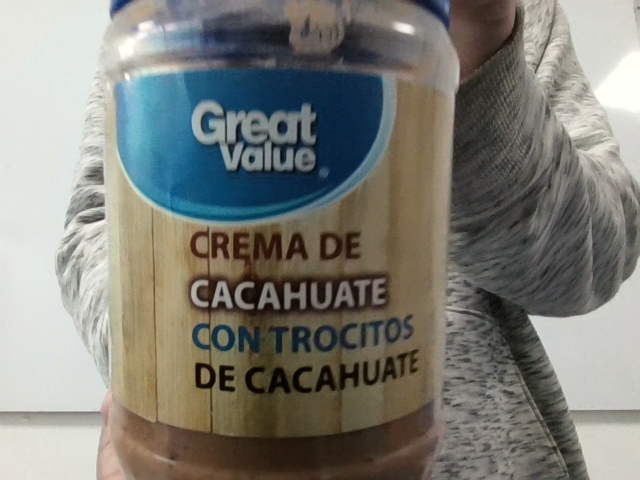 Great
Value
CREMA DE
CACAHUATE
CON TROCITOS
DE CACAHUATE